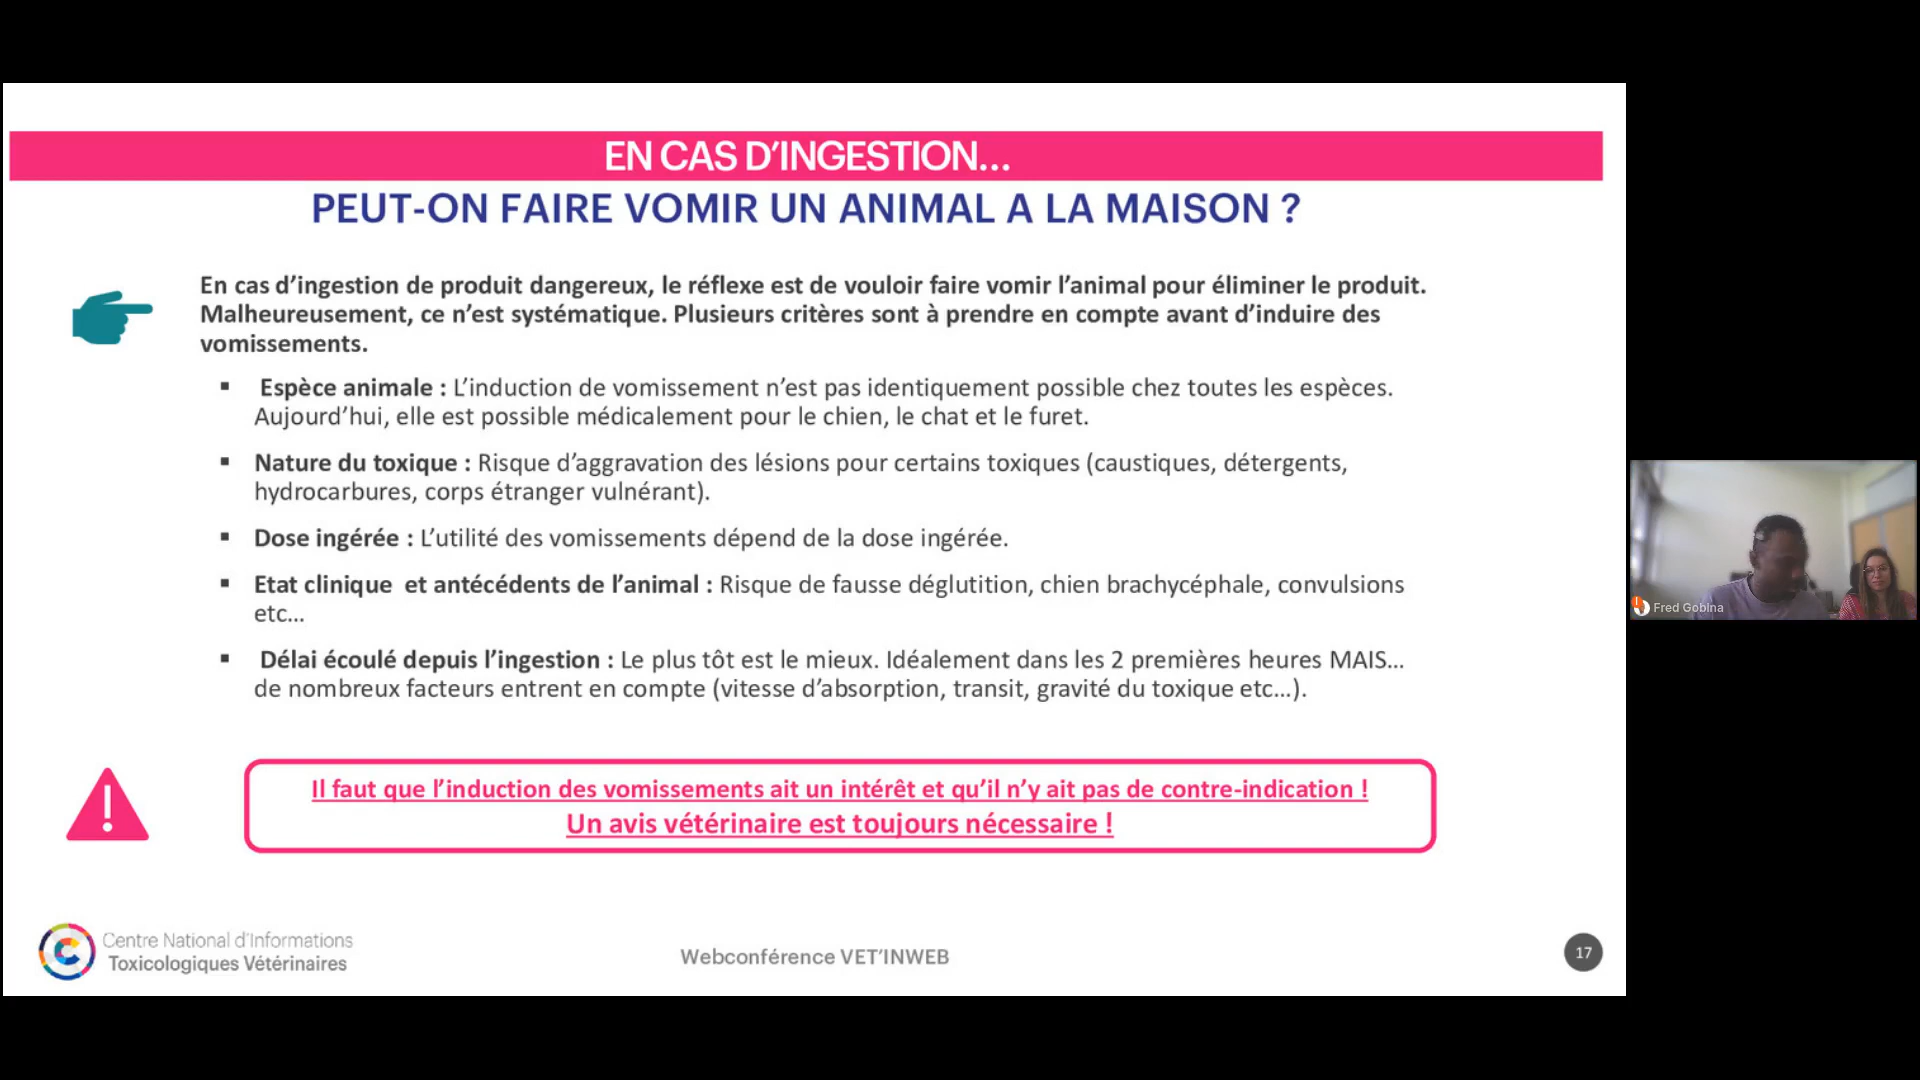 EN CAS D’INGESTION…
PEUT-ON FAIRE VOMIR UN ANIMAL A LA MAISON ?
En cas d’ingestion de produit dangereux, le réflexe est de vouloir faire vomir l’animal pour éliminer le produit.
Malheureusement, ce n’est systématique. Plusieurs critères sont à prendre en compte avant d’induire des
vomissements.
▪ Espèce animale : L’induction de vomissement n’est pas identiquement possible chez toutes les espèces.
Aujourd’hui, elle est possible médicalement pour le chien, le chat et le furet.
▪ Nature du toxique : Risque d’aggravation des lésions pour certains toxiques (caustiques, détergents,
hydrocarbures, corps étranger vulnérant).
▪ Dose ingérée : L’utilité des vomissements dépend de la dose ingérée.
▪ Etat clinique et antécédents de l’animal : Risque de fausse déglutition, chien brachycéphale, convulsions
etc…
▪ Délai écoulé depuis l’ingestion : Le plus tôt est le mieux. Idéalement dans les 2 premières heures MAIS…
de nombreux facteurs entrent en compte (vitesse d’absorption, transit, gravité du toxique etc…).
Il faut que l’induction des vomissements ait un intérêt et qu’il n’y ait pas de contre-indication !
Un avis vétérinaire est toujours nécessaire !
Centre National d’Informations
Toxicologiques Vétérinaires
Webconférence VET’INWEB
17
Fred Gobina